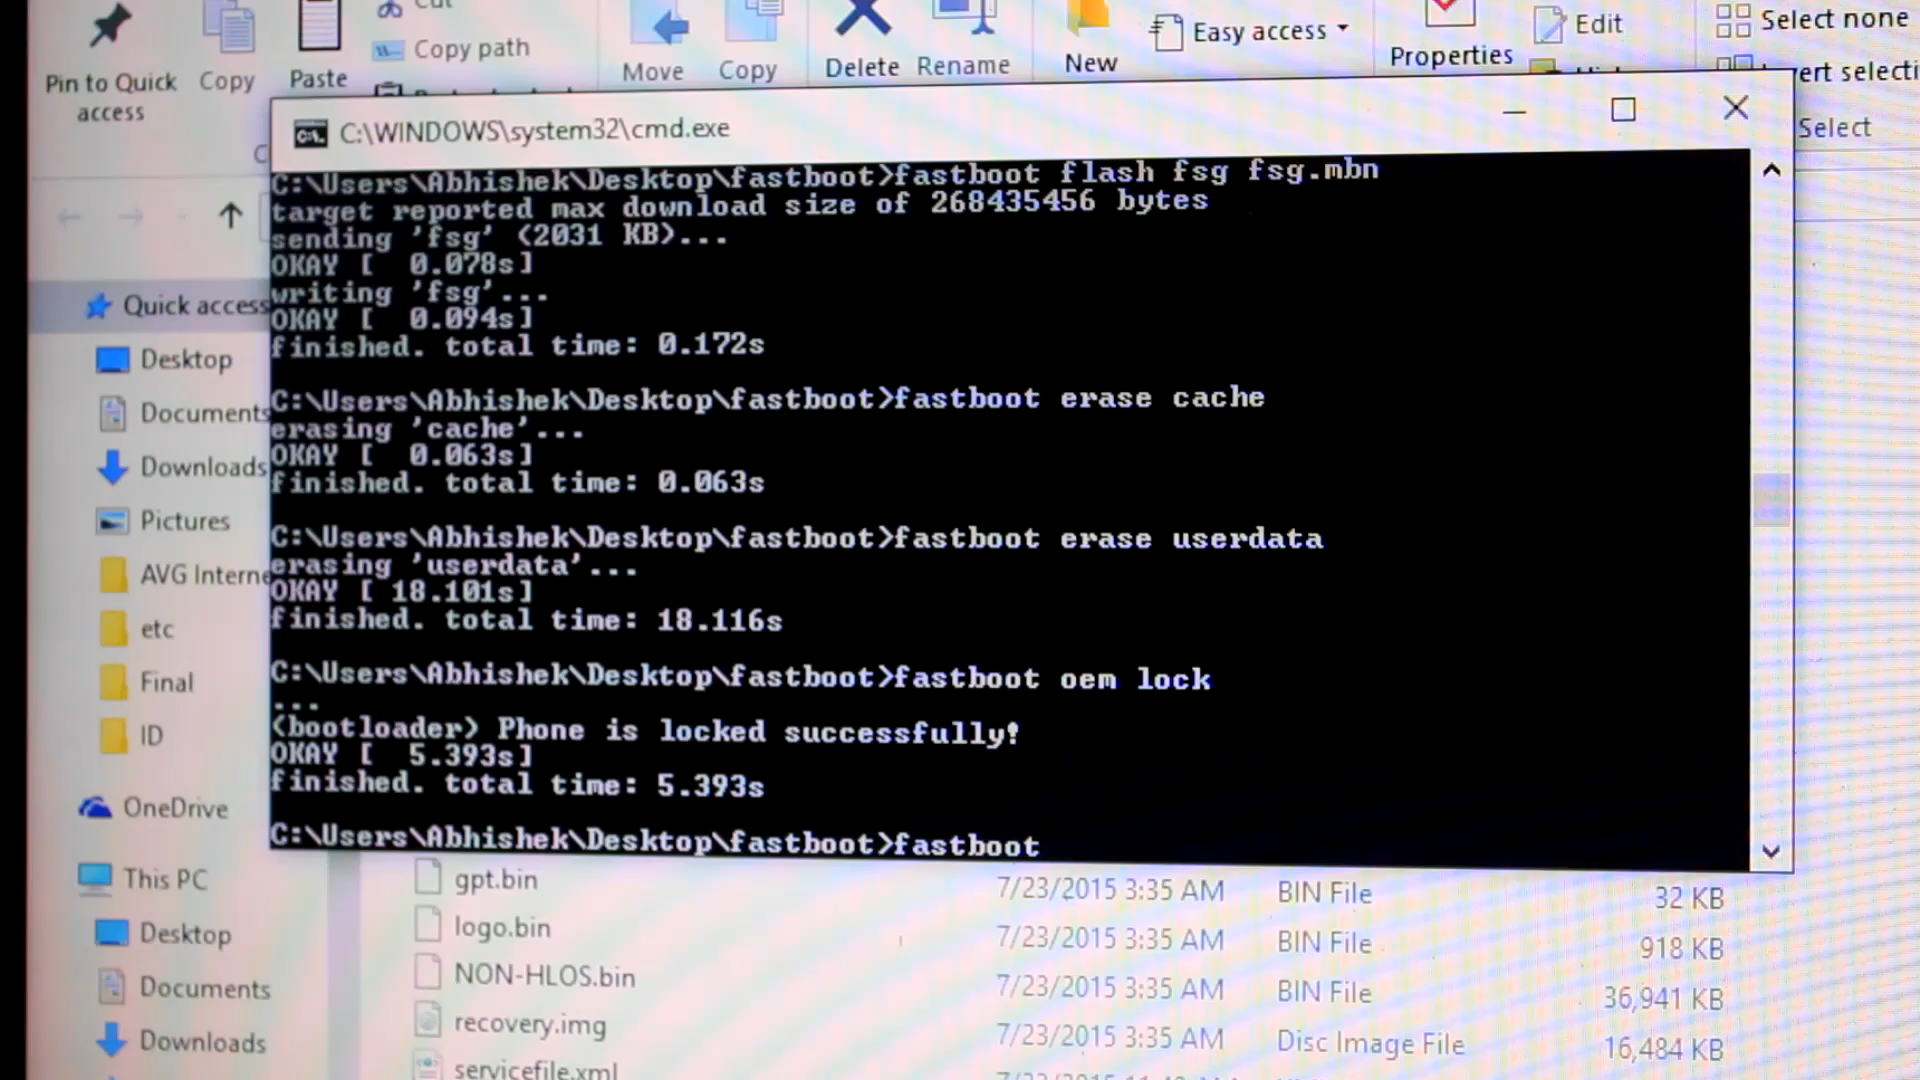 Cut
Pin to Quick access
Copy
Paste
Copy path
Move
Copy
Delete
Rename
New
Easy access
Properties
Edit
Select none
Select
C:\WINDOWS\system32\cmd.exe
C:\Users\Abhishek\Desktop\fastboot>fastboot flash fsg fsg.mbn
target reported max download size of 268435456 bytes
sending 'fsg' (2031 KB)...
OKAY [  0.078s]
writing 'fsg'...
OKAY [  0.094s]
finished. total time: 0.172s
C:\Users\Abhishek\Desktop\fastboot>fastboot erase cache
erasing 'cache'...
OKAY [  0.063s]
finished. total time: 0.063s
C:\Users\Abhishek\Desktop\fastboot>fastboot erase userdata
erasing 'userdata'...
OKAY [ 18.101s]
finished. total time: 18.116s
C:\Users\Abhishek\Desktop\fastboot>fastboot oem lock
...
(bootloader) Phone is locked successfully!
OKAY [  5.393s]
finished. total time: 5.393s
C:\Users\Abhishek\Desktop\fastboot>fastboot
Quick access
Desktop
Documents
Downloads
Pictures
AVG Interne
etc
Final
ID
OneDrive
This PC
Desktop
Documents
Downloads
gpt.bin 7/23/2015 3:35 AM BIN File 32 KB
logo.bin 7/23/2015 3:35 AM BIN File 918 KB
NON-HLOS.bin 7/23/2015 3:35 AM BIN File 36,941 KB
recovery.img 7/23/2015 3:35 AM Disc Image File 16,484 KB
servicefile.xml